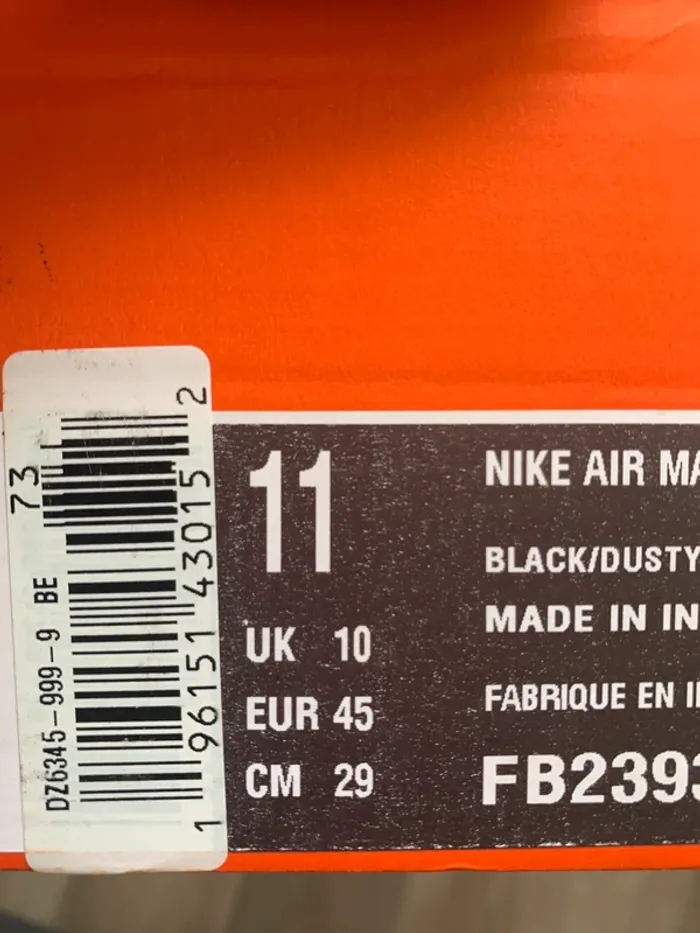 73
DZ6345-999-9 BE
1 96151 43015 2
11
UK 10
EUR 45
CM 29
NIKE AIR MA
BLACK/DUSTY
MADE IN IN
FABRIQUE EN I
FB2393